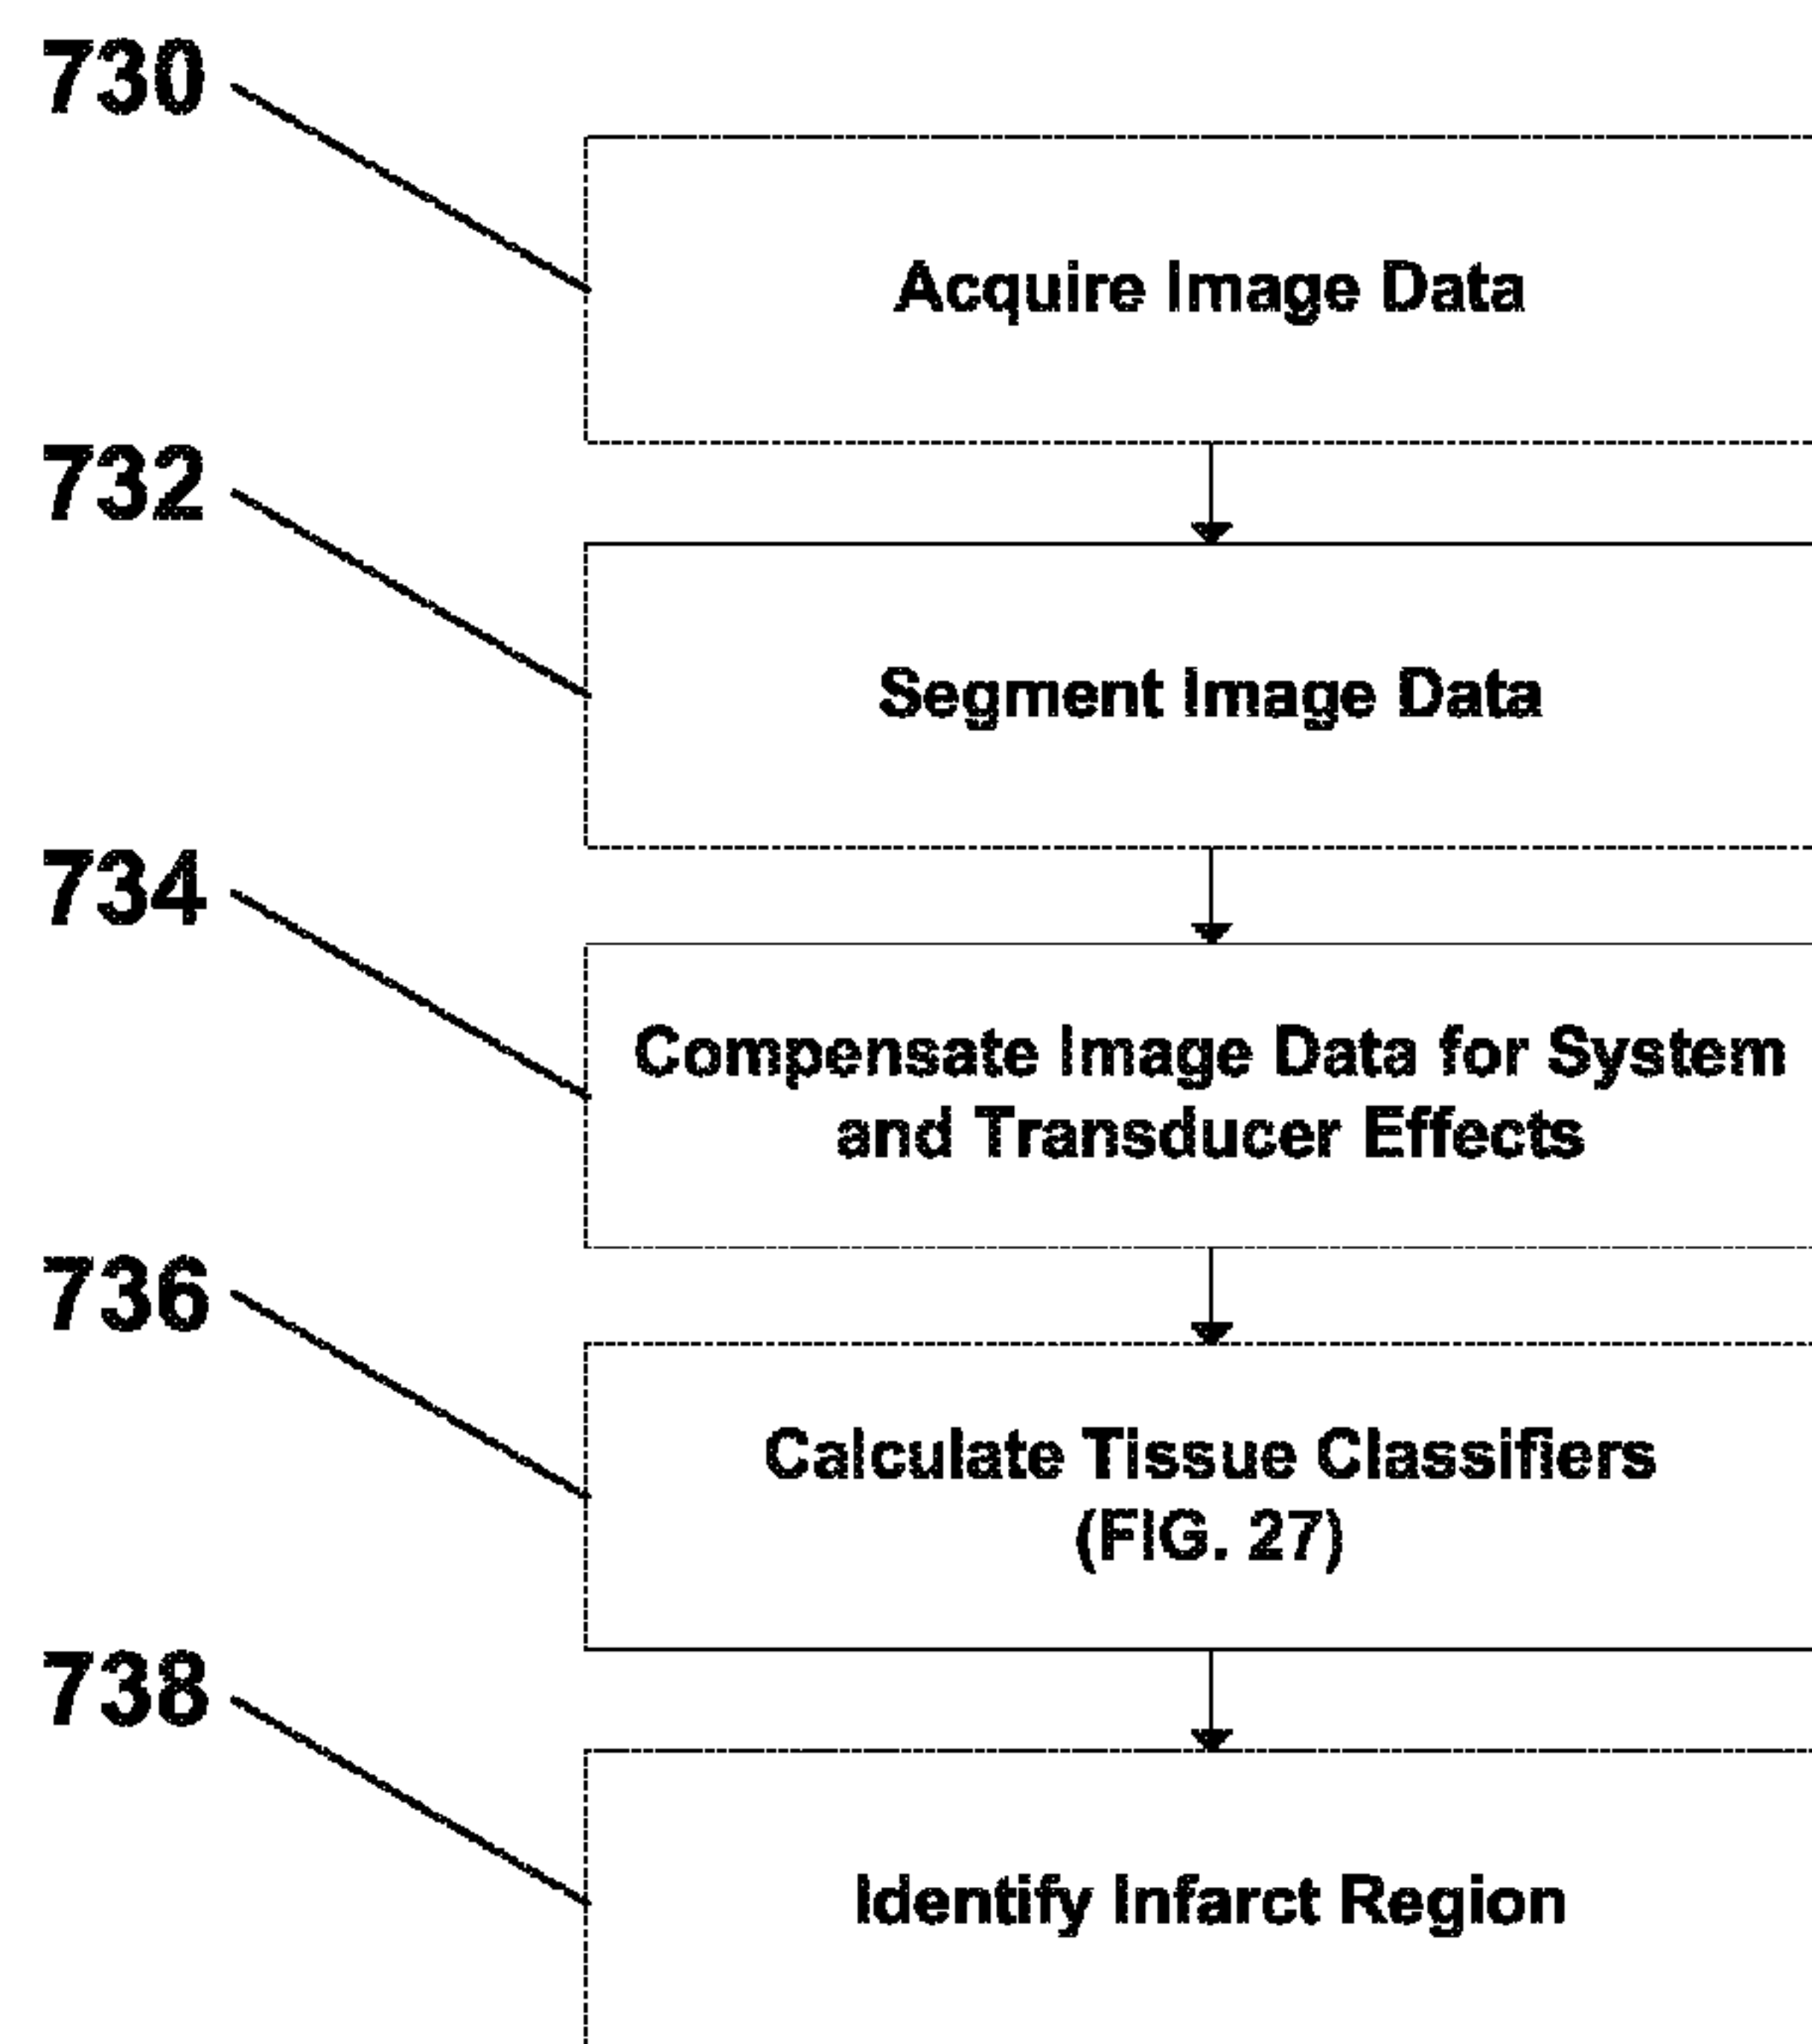 730
Acquire Image Data
732
Segment Image Data
734
Compensate Image Data for System
and Transducer Effects
736
Calculate Tissue Classifiers
(FIG. 27)
738
Identify Infarct Region